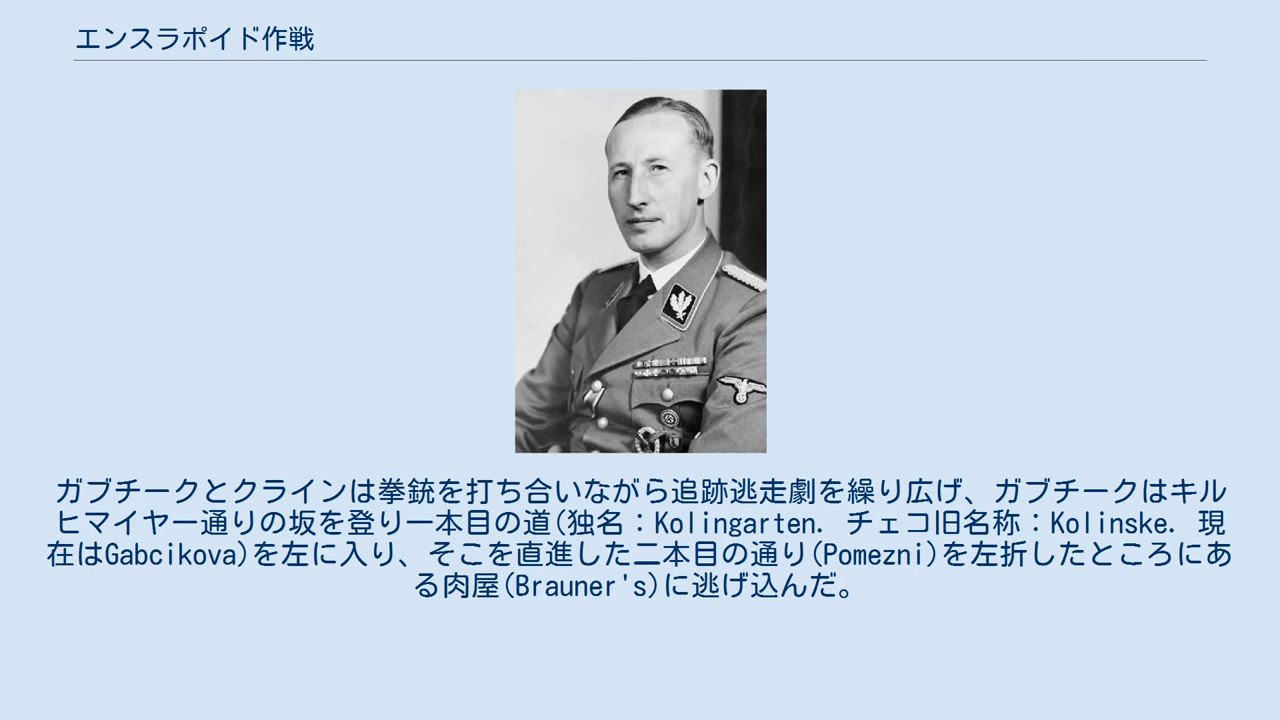 エンスラポイド作戦
ガブチークとクラインは拳銃を打ち合いながら追跡逃走劇を繰り広げ、ガブチークはキル
ヒマイヤー通りの坂を登り一本目の道(独名：Kolingarten. チェコ旧名称：Kolinske. 現
在はGabcikova)を左に入り、そこを直進した二本目の通り(Pomezni)を左折したところにあ
る肉屋(Brauner's)に逃げ込んだ。